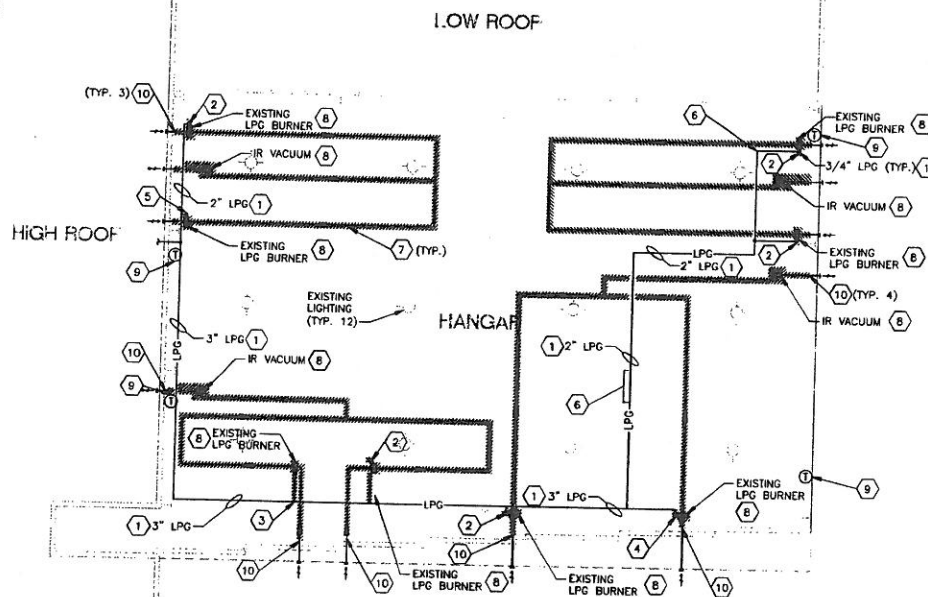 LOW ROOF
(TYP. 3) 10
2
EXISTING
LPG BURNER 8
IR VACUUM 8
2" LPG 1
5
HIGH ROOF
EXISTING
LPG BURNER
8
7 (TYP.)
9
T
EXISTING
LIGHTING
(TYP. 12)
HANGAR
3" LPG 1
LPG
6
EXISTING
LPG BURNER
8
T
9
2
3/4" LPG (TYP.) 1
IR VACUUM
8
EXISTING
LPG BURNER
8
2
LPG
2" LPG 1
10 (TYP. 4)
IR VACUUM 8
10
9
T
IR VACUUM 8
1 2" LPG
6
LPG
8 EXISTING
LPG BURNER
2
T
9
1 3" LPG
3
LPG
1 3" LPG
2
4
EXISTING
LPG BURNER
8
10
10
10
EXISTING
LPG BURNER 8
10
EXISTING
LPG BURNER
8
10